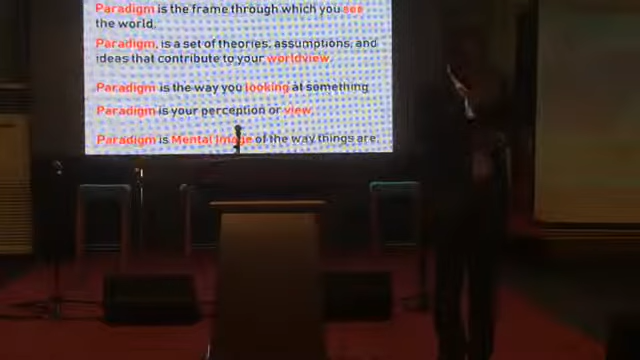 Paradigm is the frame through which you see
the world.
Paradigm, is a set of theories, assumptions, and
ideas that contribute to your worldview.
Paradigm is the way you looking at something
Paradigm is your perception or view.
Paradigm is Mental Image of the way things are.